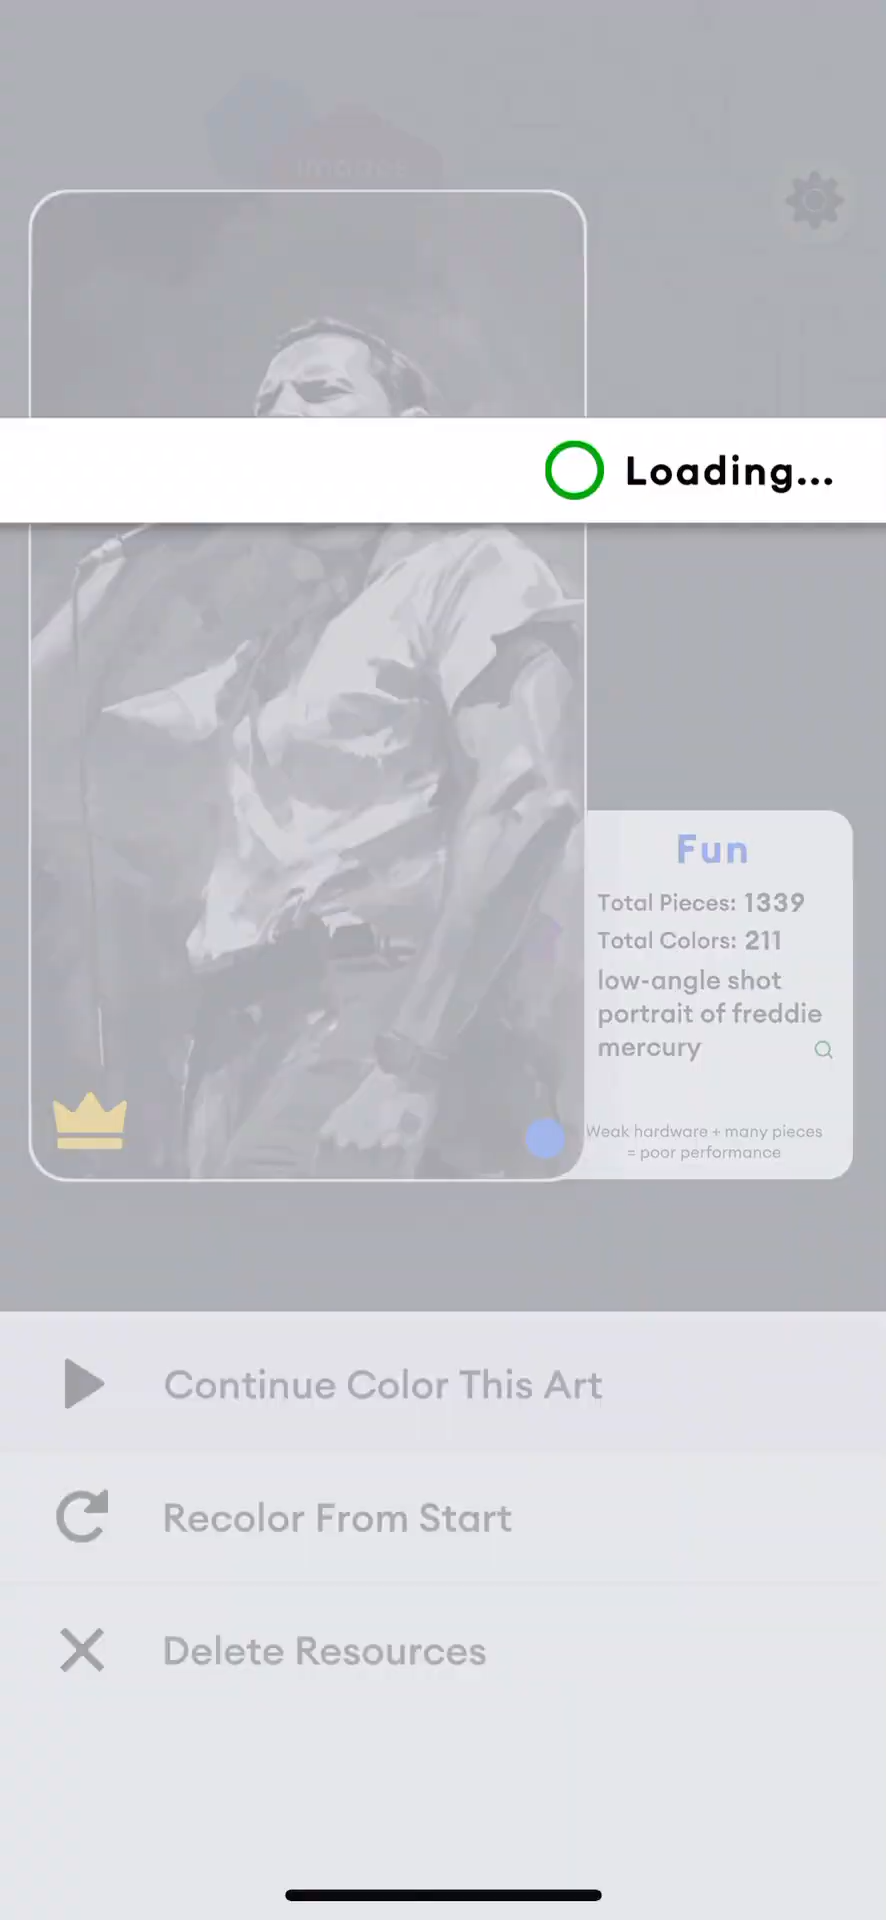 Images
Loading...
Fun
Total Pieces: 1339
Total Colors: 211
low-angle shot
portrait of freddie
mercury
Weak hardware + many pieces
= poor performance
Continue Color This Art
Recolor From Start
Delete Resources